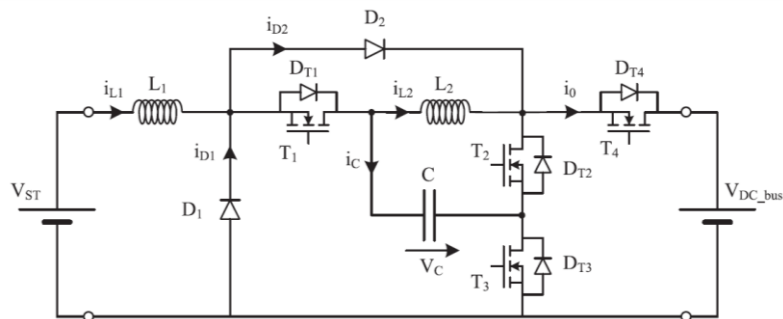 D2
iD2
DT1
DT4
iL1
L1
iL2
L2
i0
T1
T2
T4
iD1
iC
DT2
VST
C
VDC_bus
D1
VC
T3
DT3